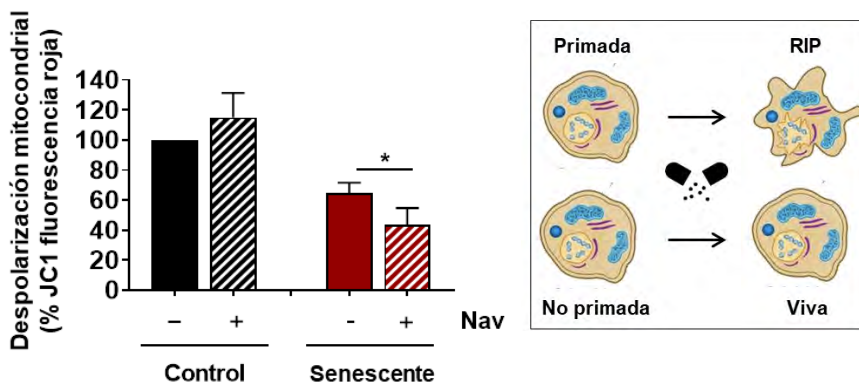 Despolarización mitocondrial
(% JC1 fluorescencia roja)
140
120
100
80
60
40
20
0
*
– + - + Nav
Control Senescente
Primada RIP
No primada Viva